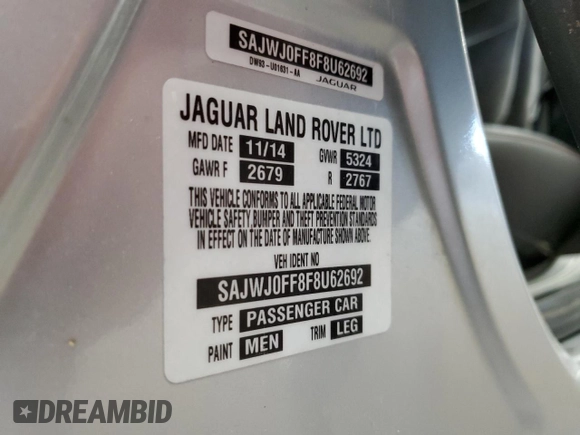 SAJWJ0FF8F8U62692
DW93-U01831-AA JAGUAR
JAGUAR LAND ROVER LTD
MFD DATE 11/14 GVWR 5324
GAWR F 2679 R 2767
THIS VEHICLE CONFORMS TO ALL APPLICABLE FEDERAL MOTOR
VEHICLE SAFETY BUMPER AND THEFT PREVENTION STANDARDS
IN EFFECT ON THE DATE OF MANUFACTURE SHOWN ABOVE.
VEH IDENT NO
SAJWJ0FF8F8U62692
TYPE PASSENGER CAR
PAINT MEN TRIM LEG
DREAMBID